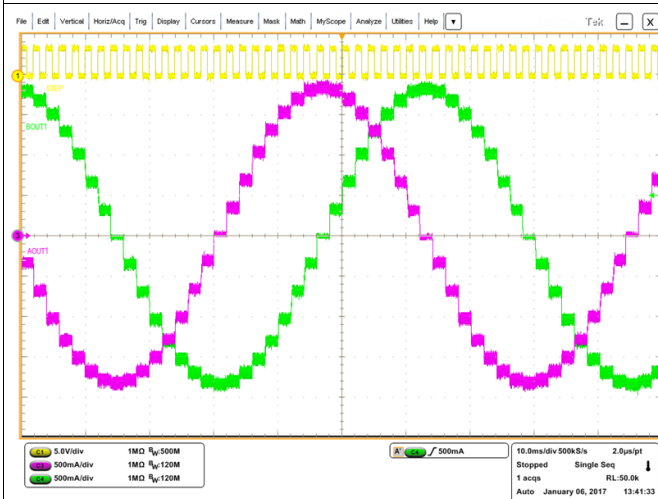 File Edit Vertical Horiz/Acq Trig Display Cursors Measure Mask Math MyScope Analyze Utilities Help Tek X
1
STEP
BOUT1
3
AOUT1
C1 5.0V/div 1MΩ BW:500M
C3 500mA/div 1MΩ BW:120M
C4 500mA/div 1MΩ BW:120M
A' C4 500mA
10.0ms/div 500kS/s 2.0µs/pt
Stopped Single Seq
1 acqs RL:50.0k
Auto January 06, 2017 13:41:33